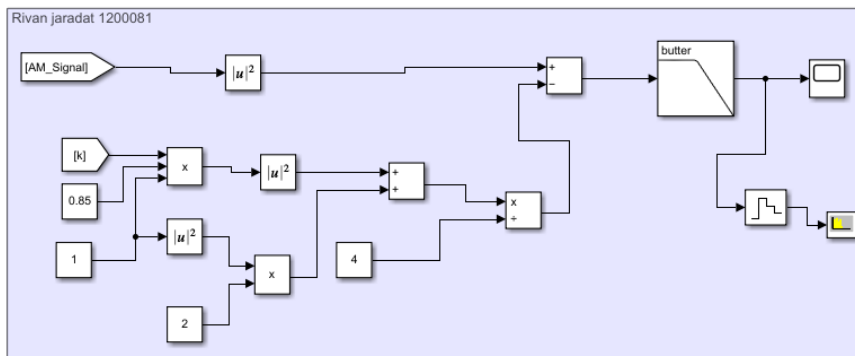 Rivan jaradat 1200081
[AM_Signal]
|u|²
+
−
butter
[k]
0.85
x
|u|²
+
+
x
÷
1
|u|²
x
4
2